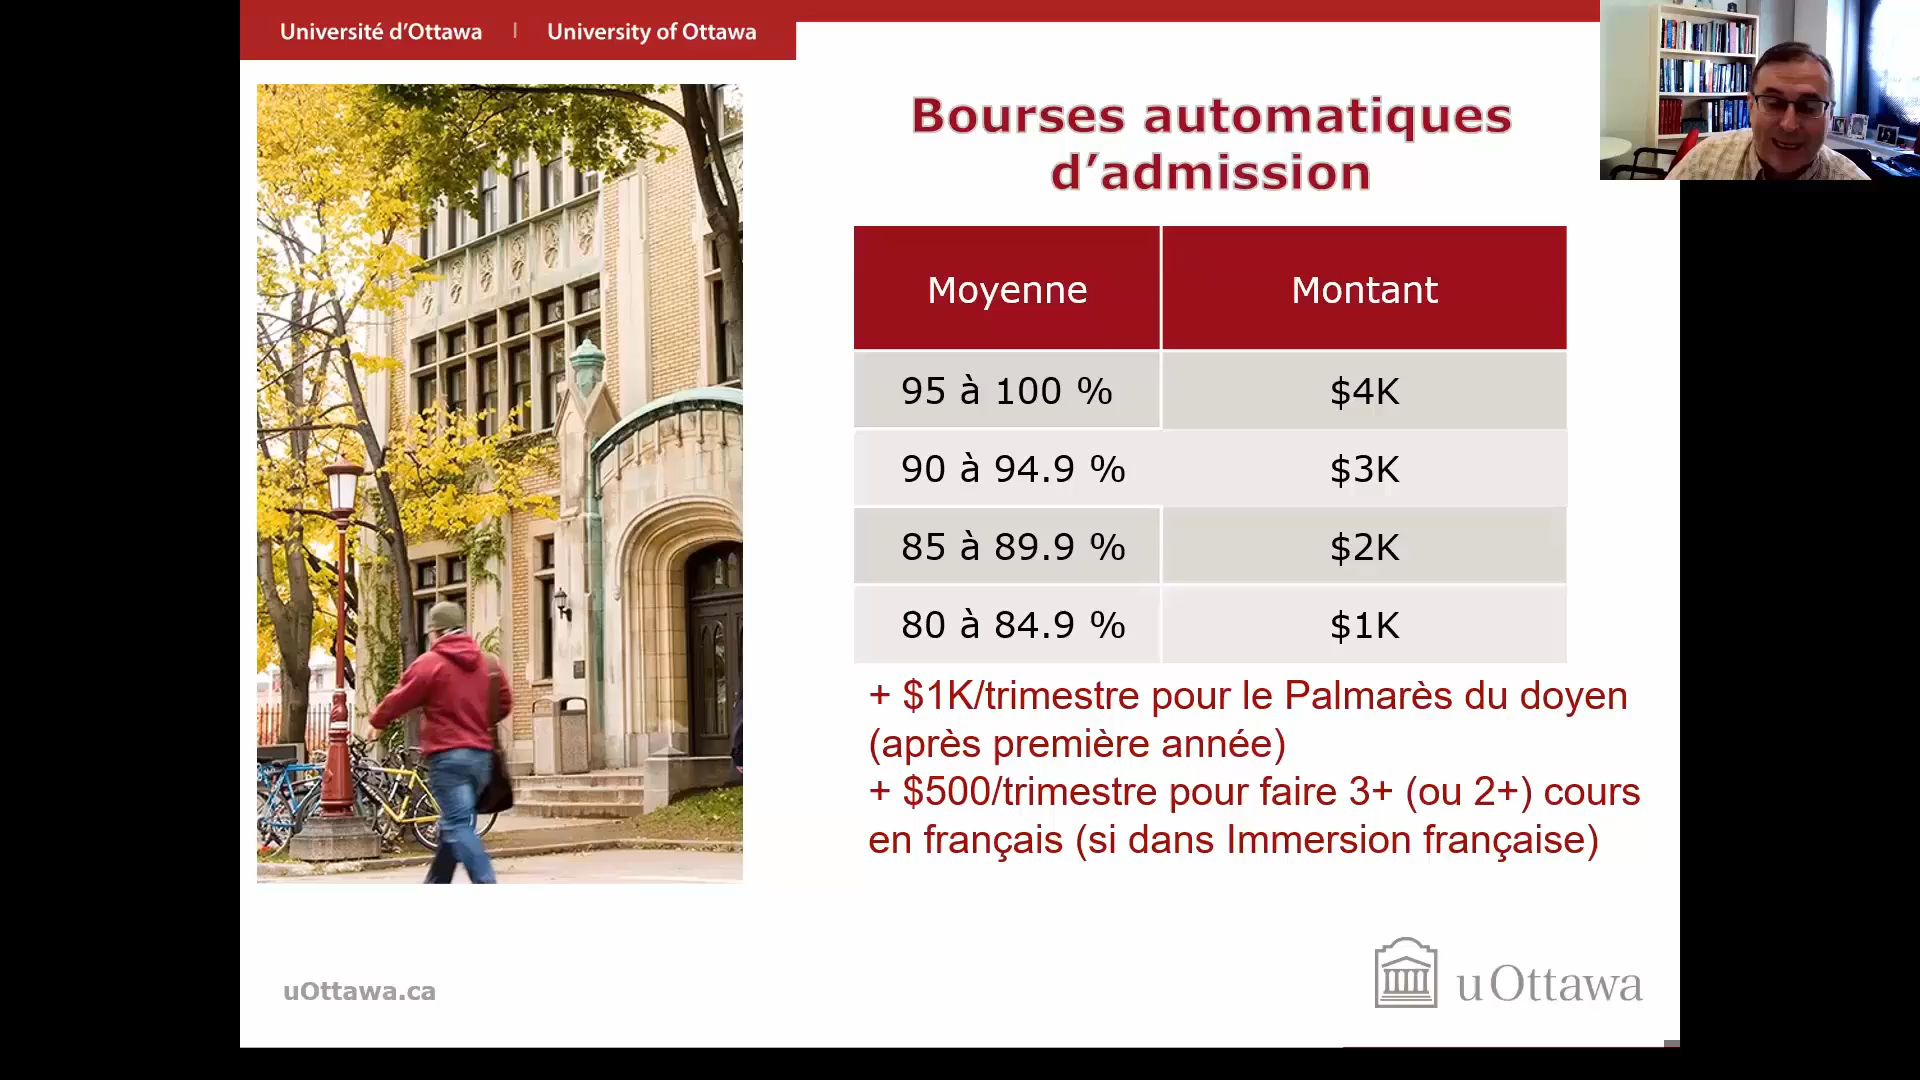 Université d’Ottawa | University of Ottawa
Bourses automatiques
d’admission
Moyenne Montant
95 à 100 % $4K
90 à 94.9 % $3K
85 à 89.9 % $2K
80 à 84.9 % $1K
+ $1K/trimestre pour le Palmarès du doyen
(après première année)
+ $500/trimestre pour faire 3+ (ou 2+) cours
en français (si dans Immersion française)
uOttawa.ca
uOttawa